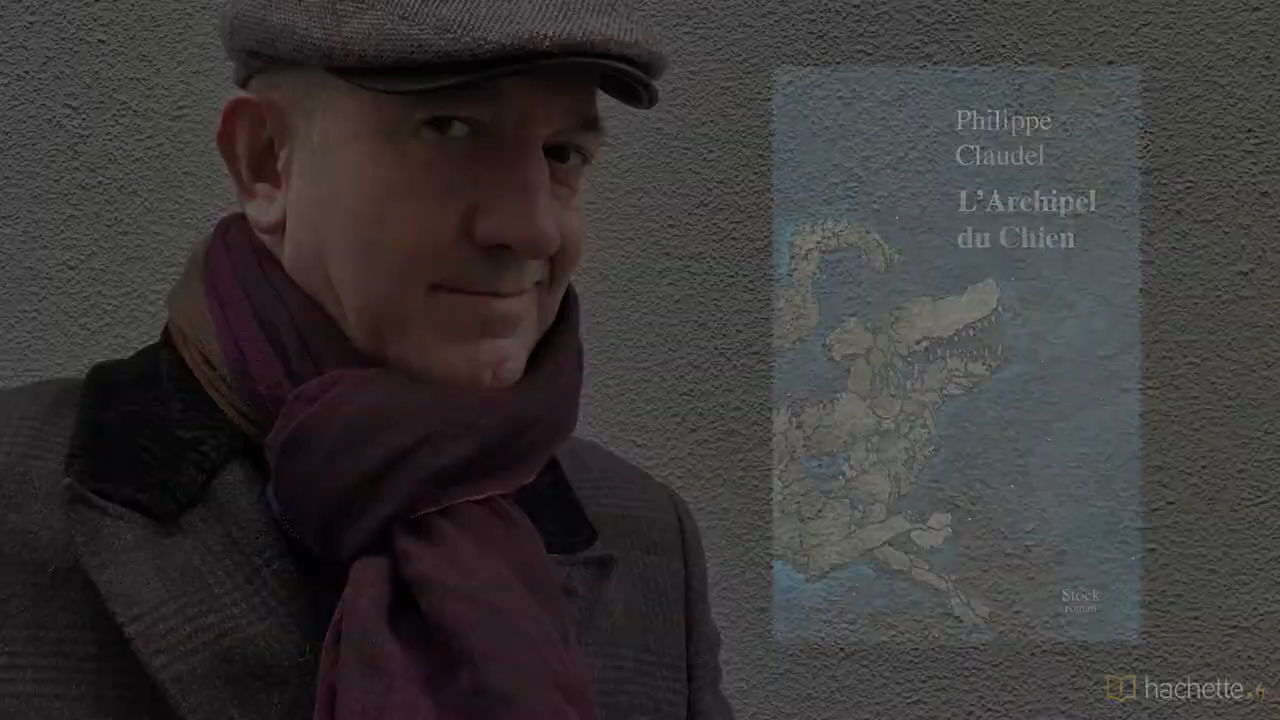 Philippe
Claudel
L'Archipel
du Chien
Stock
roman
hachette.fr